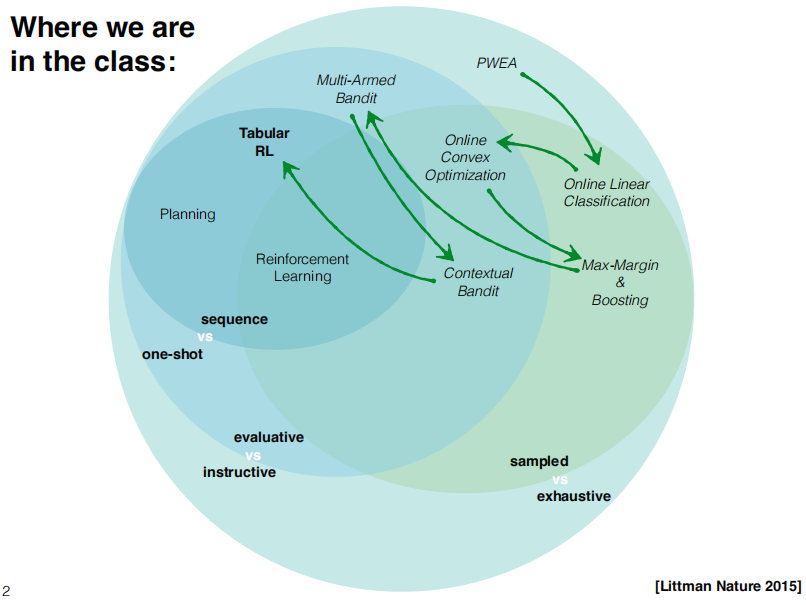 Where we are
in the class:
PWEA
Multi-Armed
Bandit
Tabular
RL
Online
Convex
Optimization
Online Linear
Classification
Planning
Reinforcement
Learning
Contextual
Bandit
Max-Margin
&
Boosting
sequence
vs
one-shot
evaluative
vs
instructive
sampled
vs
exhaustive
2
[Littman Nature 2015]